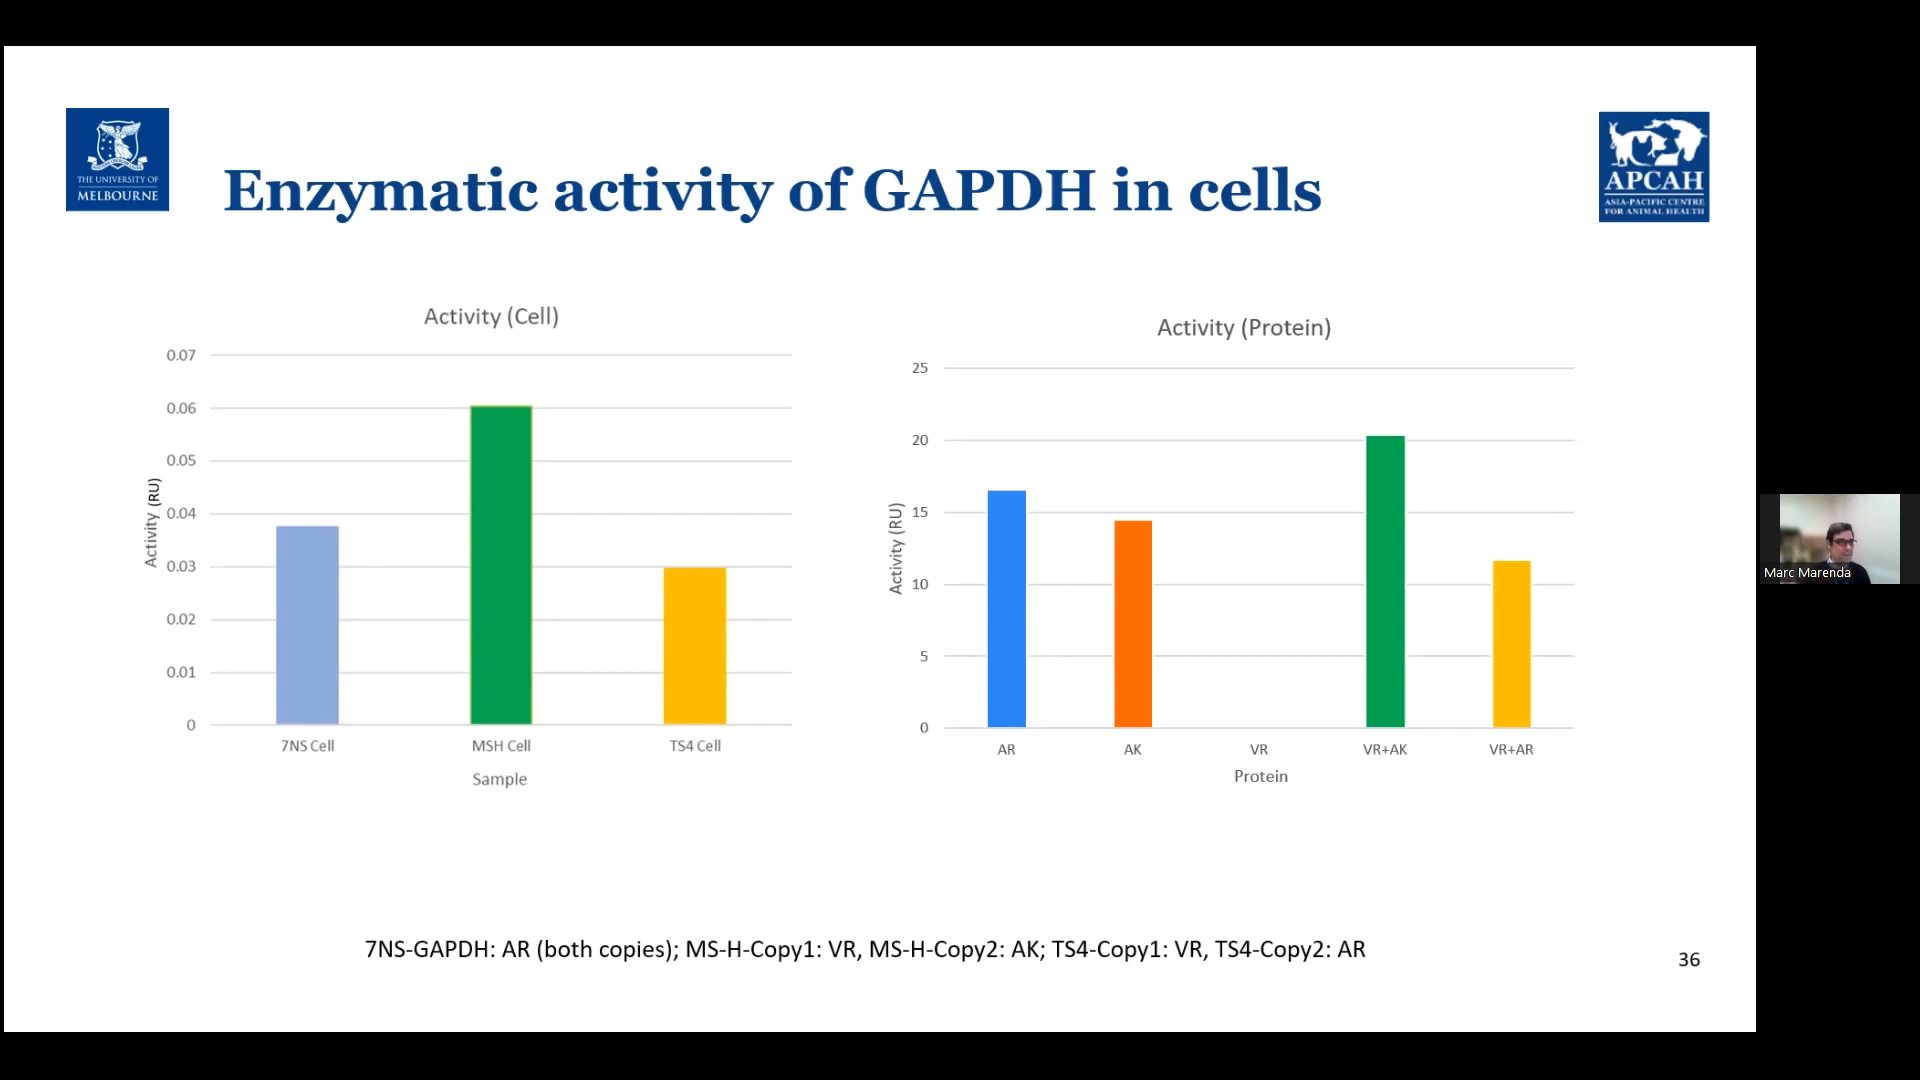 THE UNIVERSITY OF
MELBOURNE
Enzymatic activity of GAPDH in cells
APCAH
ASIA-PACIFIC CENTRE
FOR ANIMAL HEALTH
Activity (Cell)
0.07
0.06
0.05
0.04
0.03
0.02
0.01
0
Activity (RU)
7NS Cell
MSH Cell
TS4 Cell
Sample
Activity (Protein)
25
20
15
10
5
0
Activity (RU)
AR
AK
VR
VR+AK
VR+AR
Protein
Marc Marenda
7NS-GAPDH: AR (both copies); MS-H-Copy1: VR, MS-H-Copy2: AK; TS4-Copy1: VR, TS4-Copy2: AR
36